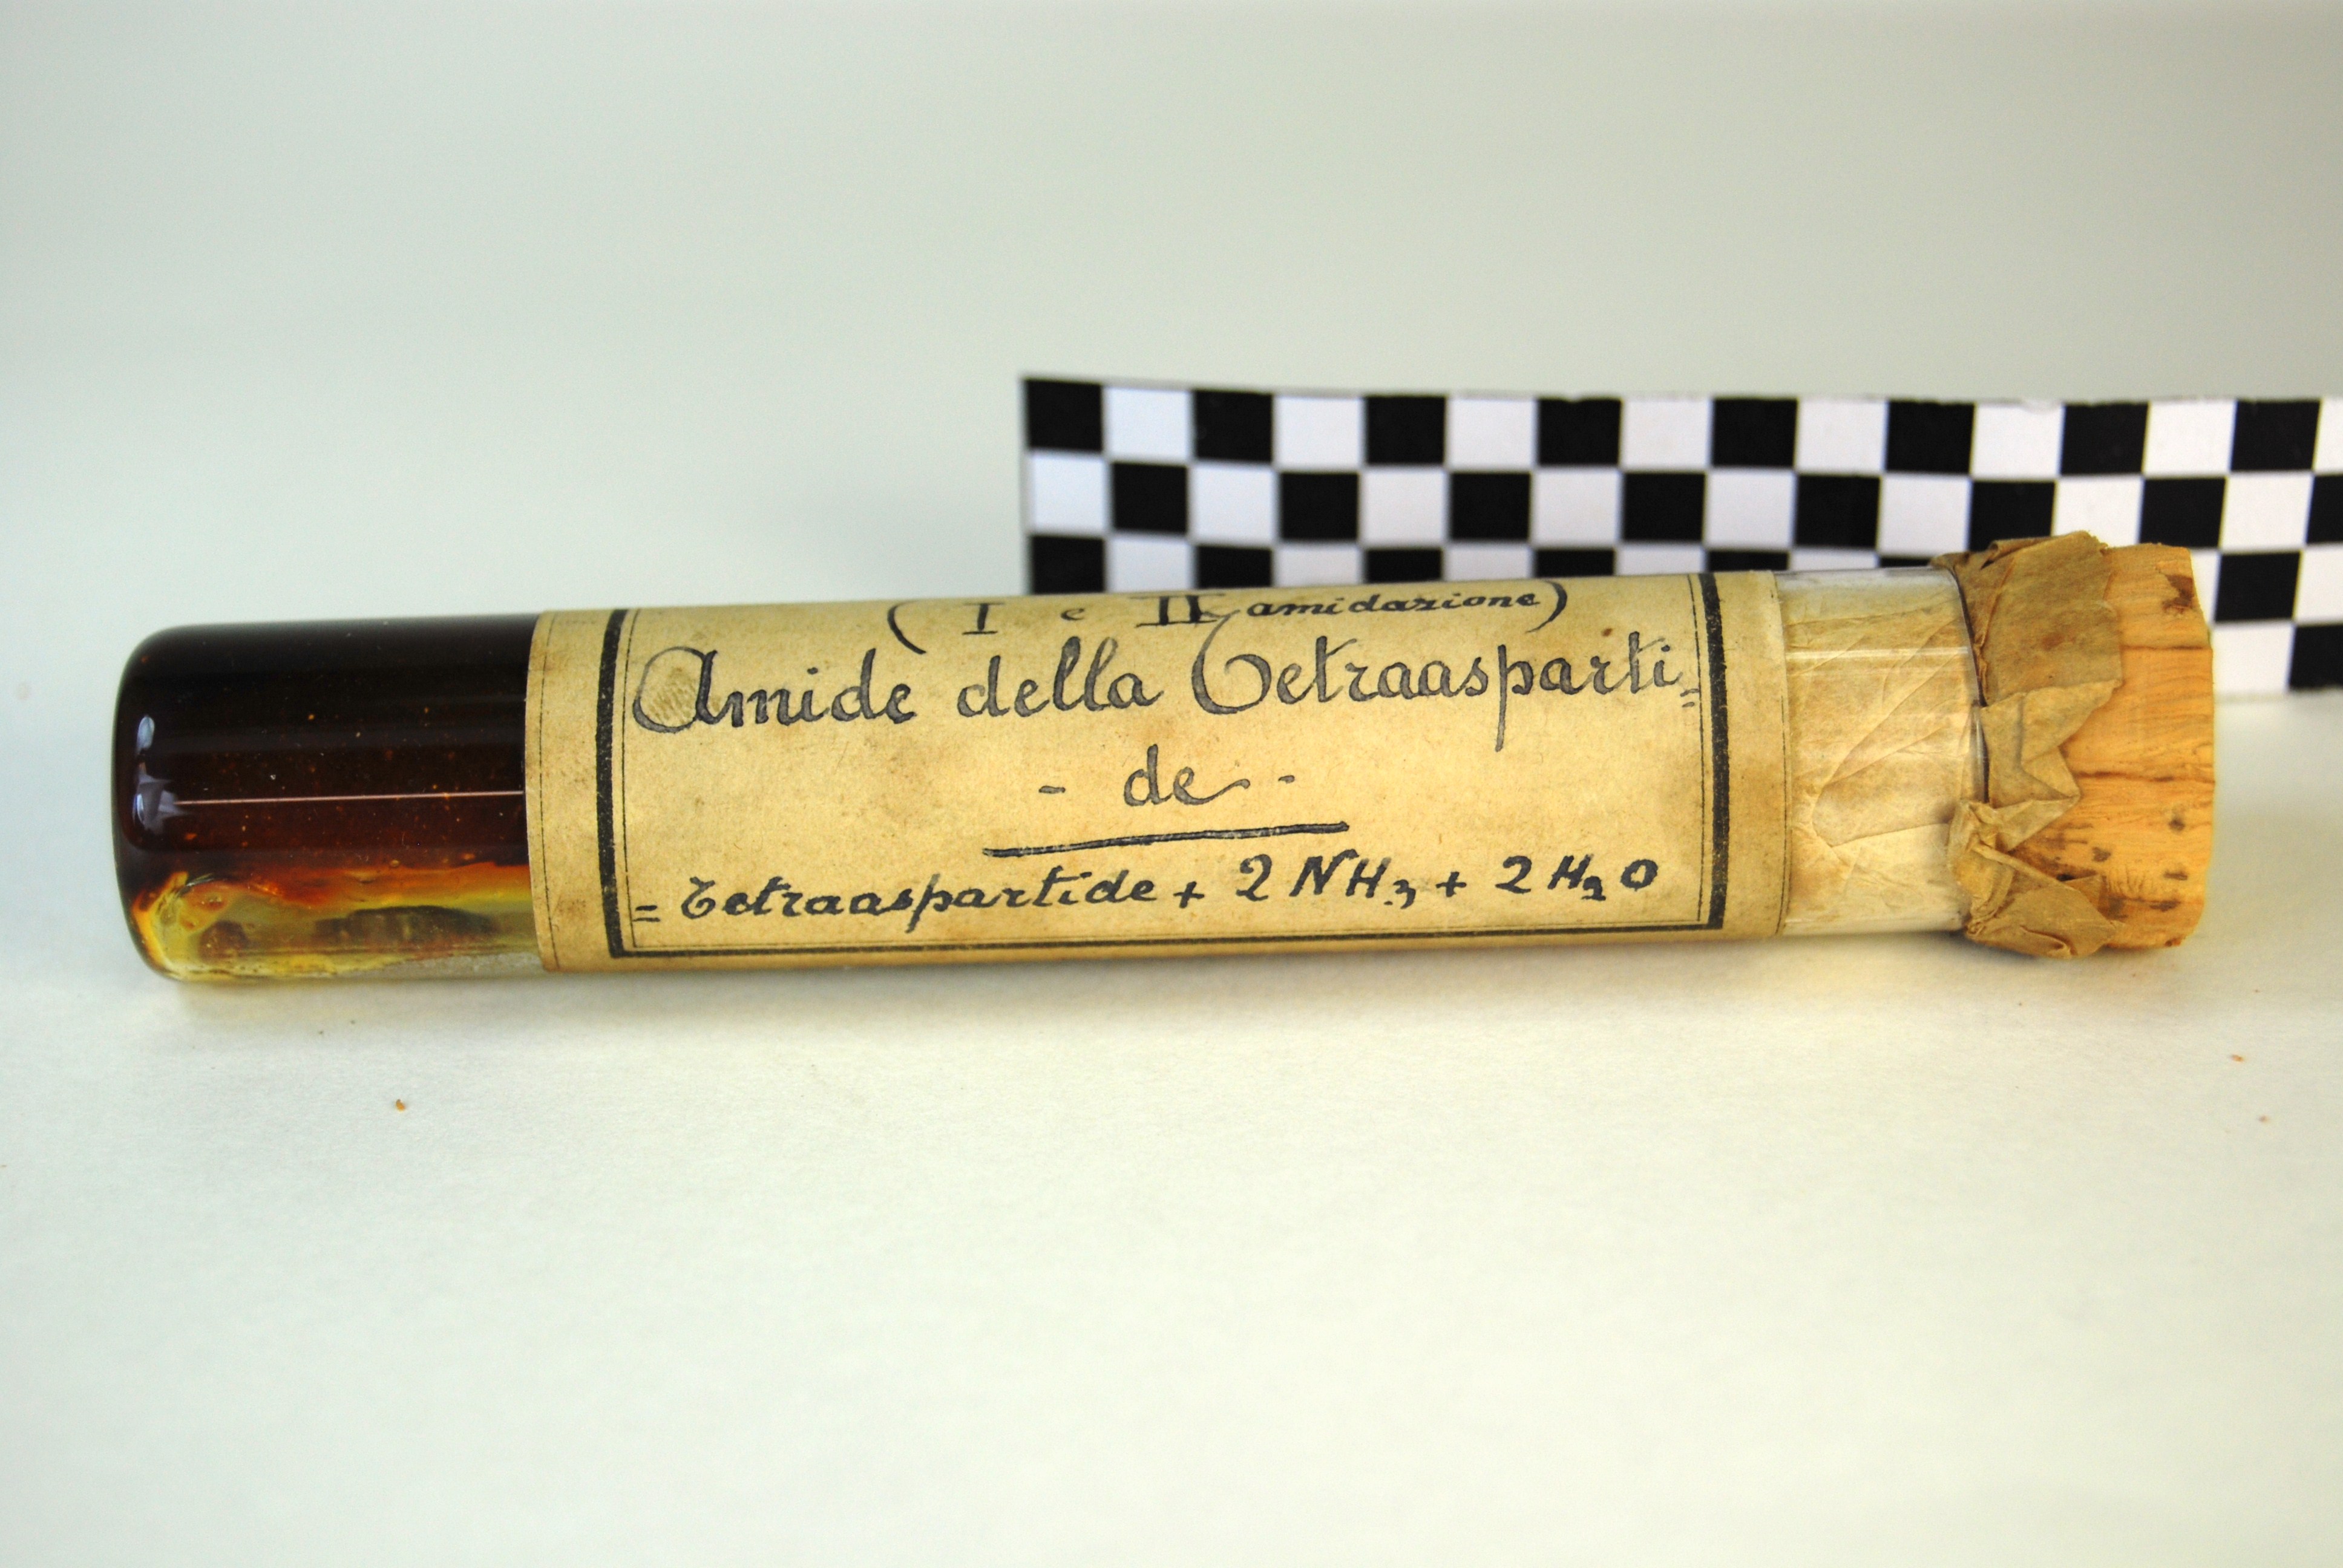 (I e II amidazione)
Amide della Tetraasparti=
- de -
= Tetraaspartide + 2 NH₃ + 2 H₂O